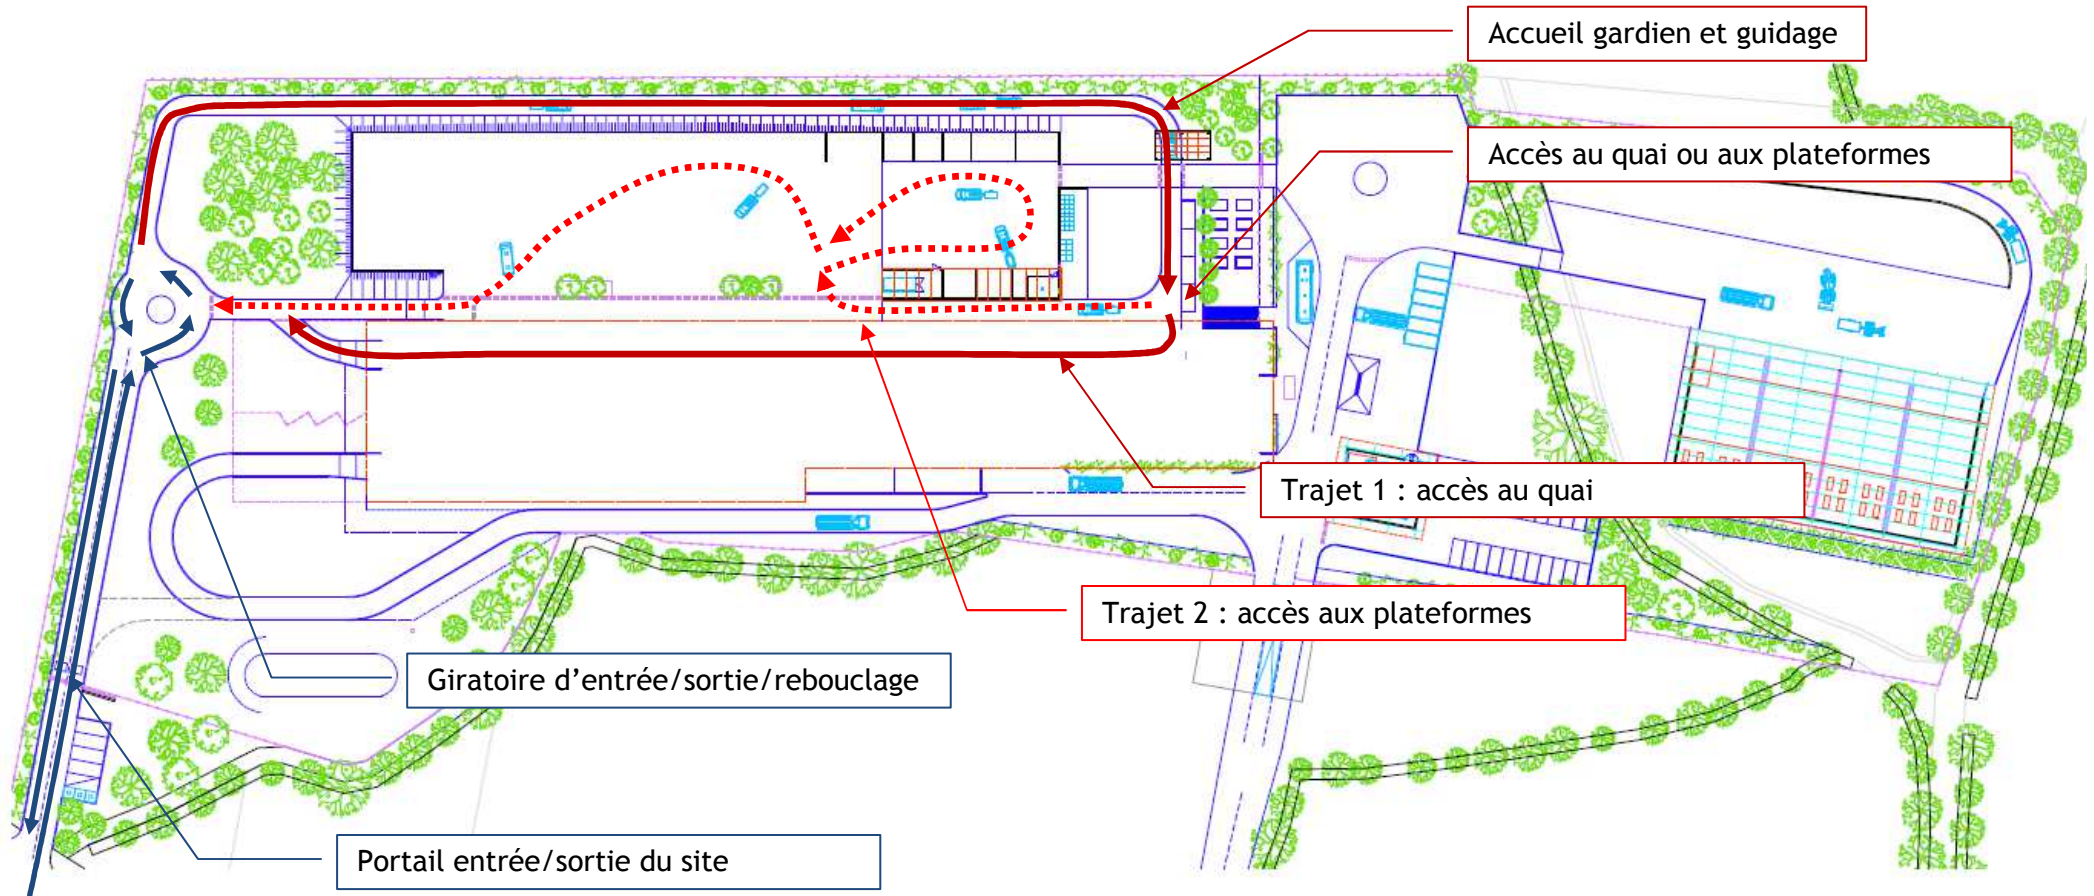 Accueil gardien et guidage
Accès au quai ou aux plateformes
Trajet 1 : accès au quai
Trajet 2 : accès aux plateformes
Giratoire d’entrée/sortie/rebouclage
Portail entrée/sortie du site